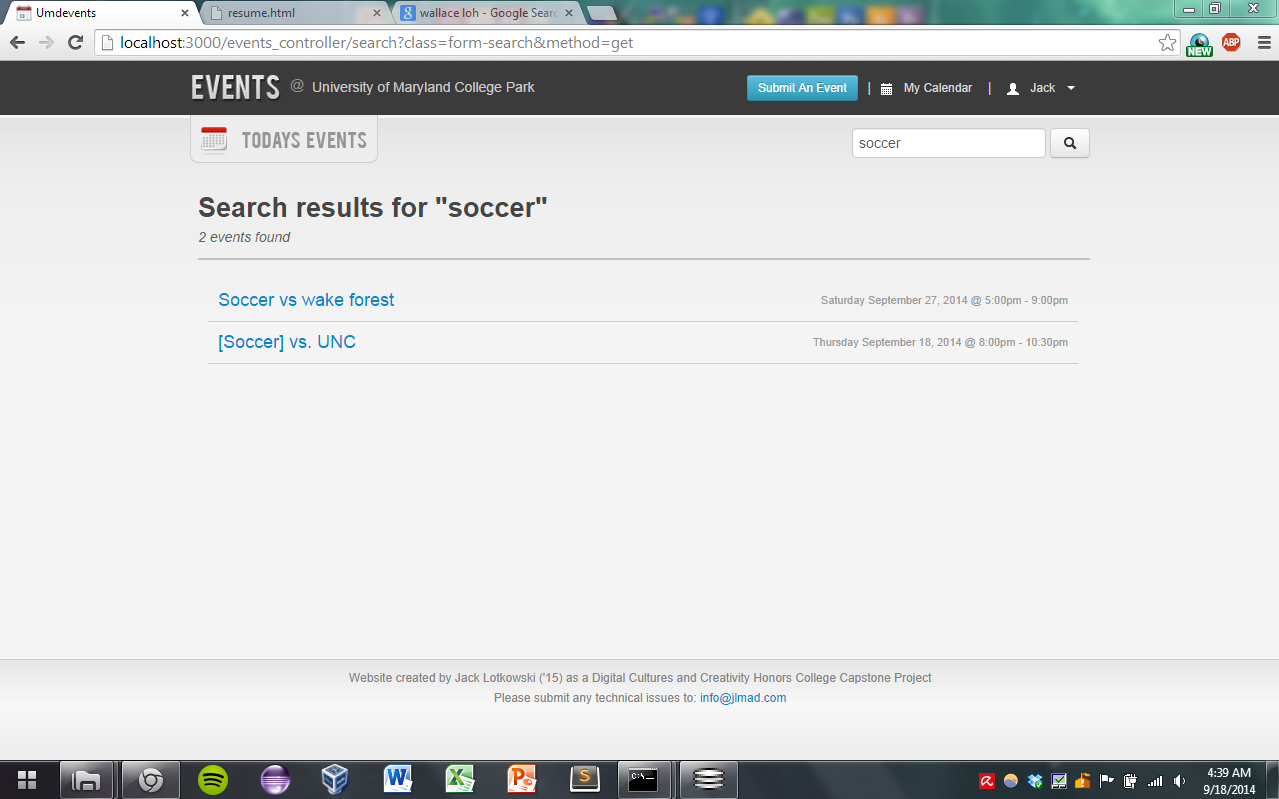 Umdevents
resume.html
wallace loh - Google Sear
localhost:3000/events_controller/search?class=form-search&method=get
NEW
ABP
EVENTS @ University of Maryland College Park
Submit An Event | My Calendar | Jack
TODAYS EVENTS
soccer
Search results for "soccer"
2 events found
Soccer vs wake forest
Saturday September 27, 2014 @ 5:00pm - 9:00pm
[Soccer] vs. UNC
Thursday September 18, 2014 @ 8:00pm - 10:30pm
Website created by Jack Lotkowski ('15) as a Digital Cultures and Creativity Honors College Capstone Project
Please submit any technical issues to: info@jlmad.com
4:39 AM
9/18/2014